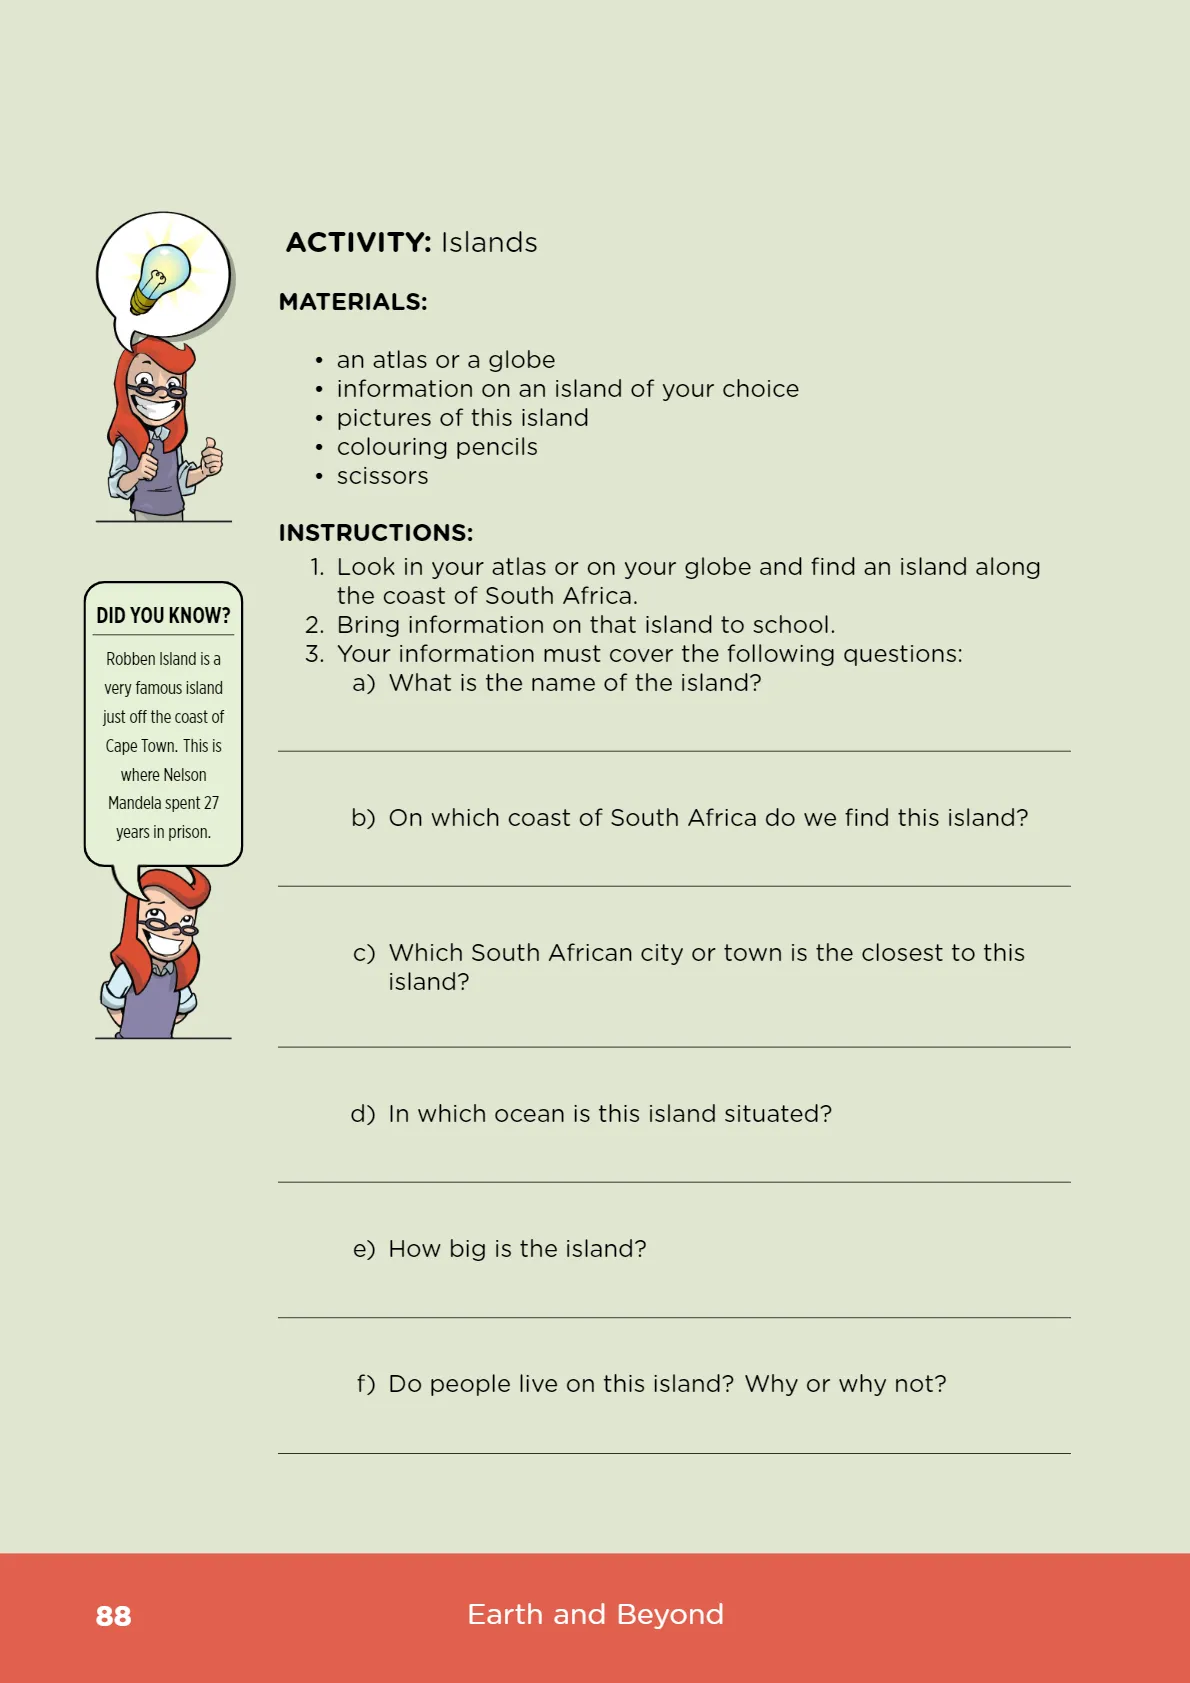 ACTIVITY: Islands
MATERIALS:
• an atlas or a globe
• information on an island of your choice
• pictures of this island
• colouring pencils
• scissors
INSTRUCTIONS:
1. Look in your atlas or on your globe and find an island along
the coast of South Africa.
2. Bring information on that island to school.
3. Your information must cover the following questions:
a) What is the name of the island?
b) On which coast of South Africa do we find this island?
c) Which South African city or town is the closest to this
island?
d) In which ocean is this island situated?
e) How big is the island?
f) Do people live on this island? Why or why not?
DID YOU KNOW?
Robben Island is a
very famous island
just off the coast of
Cape Town. This is
where Nelson
Mandela spent 27
years in prison.
88 Earth and Beyond